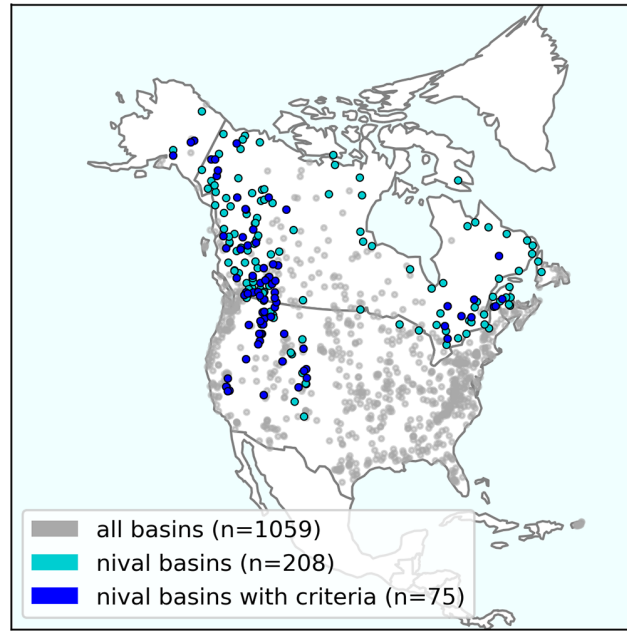 all basins (n=1059)
nival basins (n=208)
nival basins with criteria (n=75)